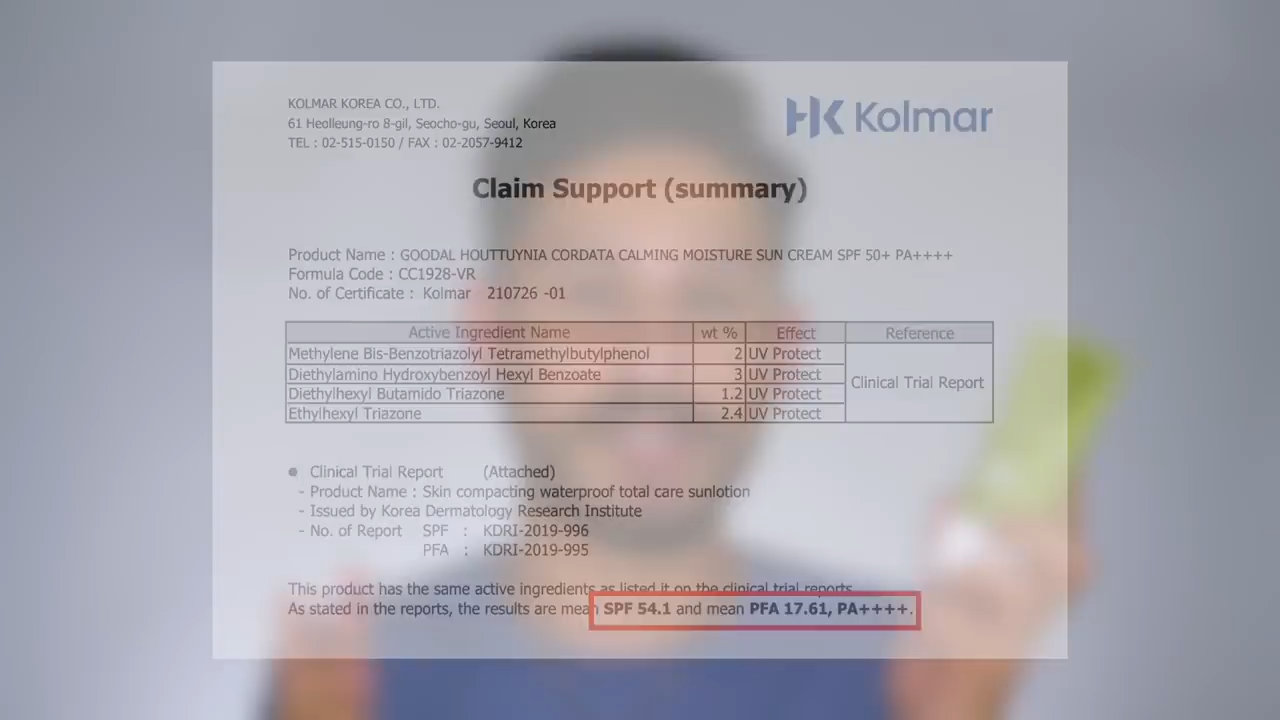 KOLMAR KOREA CO., LTD.
61 Heolleung-ro 8-gil, Seocho-gu, Seoul, Korea
TEL : 02-515-0150 / FAX : 02-2057-9412
HK Kolmar
Claim Support (summary)
Product Name : GOODAL HOUTTUYNIA CORDATA CALMING MOISTURE SUN CREAM SPF 50+ PA++++
Formula Code : CC1928-VR
No. of Certificate : Kolmar 210726 -01
Active Ingredient Name wt % Effect Reference
Methylene Bis-Benzotriazolyl Tetramethylbutylphenol 2 UV Protect
Diethylamino Hydroxybenzoyl Hexyl Benzoate 3 UV Protect
Clinical Trial Report
Diethylhexyl Butamido Triazone 1.2 UV Protect
Ethylhexyl Triazone 2.4 UV Protect
● Clinical Trial Report (Attached)
- Product Name : Skin compacting waterproof total care sunlotion
- Issued by Korea Dermatology Research Institute
- No. of Report SPF : KDRI-2019-996
PFA : KDRI-2019-995
This product has the same active ingredients as listed it on the clinical trial reports.
As stated in the reports, the results are mean SPF 54.1 and mean PFA 17.61, PA++++.